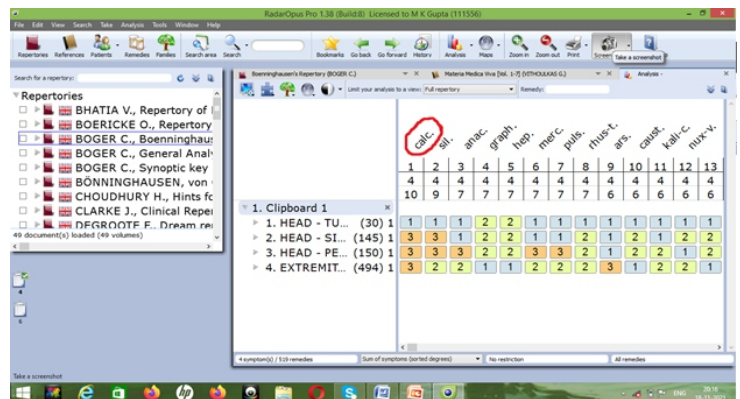 RadarOpus Pro 1.38 (Build:8) Licensed to M K Gupta (111556)
File Edit View Search Take Analysis Tools Window Help
Repertories References Patients Remedies Families Search area Search Bookmarks Go back Go forward History Analysis Maps Zoom in Zoom out Print Screen
Take a screenshot
Search for a repertory:
Boenninghausen's Repertory (BOGER C.) Materia Medica Viva [Vol. 1-7] (VITHOULKAS G.) Analysis -
Limit your analysis to a view: Full repertory Remedy:
Repertories
BHATIA V., Repertory of
BOERICKE O., Repertory
BOGER C., Boenninghaus
BOGER C., General Anal
BOGER C., Synoptic key
BÖNNINGHAUSEN, von
CHOUDHURY H., Hints fo
CLARKE J., Clinical Reper
DEGROOTE F., Dream rep
49 document(s) loaded (49 volumes)
4
6
calc. sil. anac. graph. hep. merc. puls. rhus-t. ars. caust. kali-c. nux-v.
1 2 3 4 5 6 7 8 9 10 11 12 13
4 4 4 4 4 4 4 4 4 4 4 4
10 9 7 7 7 7 7 7 6 6 6 6
1. Clipboard 1
1. HEAD - TU... (30) 1 1 1 1 2 2 1 1 1 1 1 1 1
2. HEAD - SI... (145) 1 3 3 1 2 2 1 1 2 1 2 1 2 2
3. HEAD - PE... (150) 1 3 3 3 2 2 3 3 2 1 2 2 1 2
4. EXTREMIT... (494) 1 3 2 2 1 1 2 2 2 3 1 2 2 1
4 symptom(s) / 519 remedies Sum of symptoms (sorted degrees) No restriction All remedies
Take a screenshot
ENG 20:16